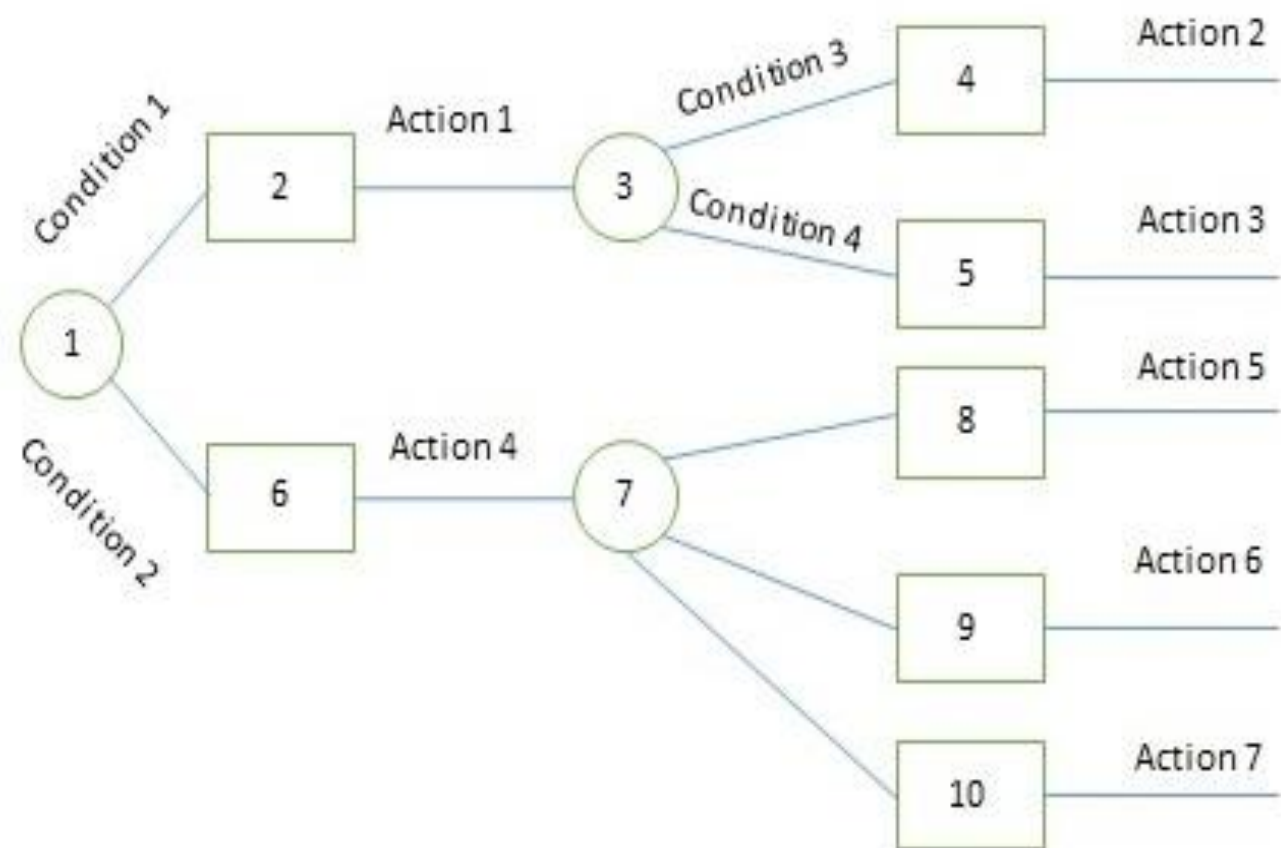 Action 2
Condition 3
4
Condition 1
Action 1
2
3
Condition 4
Action 3
5
1
Action 5
8
Condition 2
Action 4
6
7
Action 6
9
Action 7
10